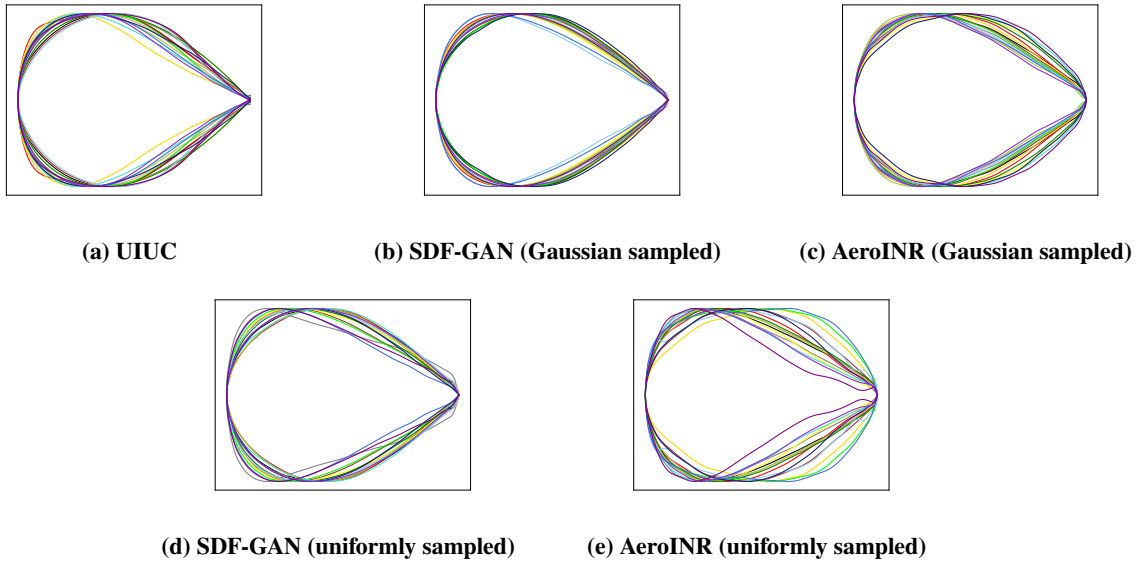 (a) UIUC
(b) SDF-GAN (Gaussian sampled)
(c) AeroINR (Gaussian sampled)
(d) SDF-GAN (uniformly sampled)
(e) AeroINR (uniformly sampled)